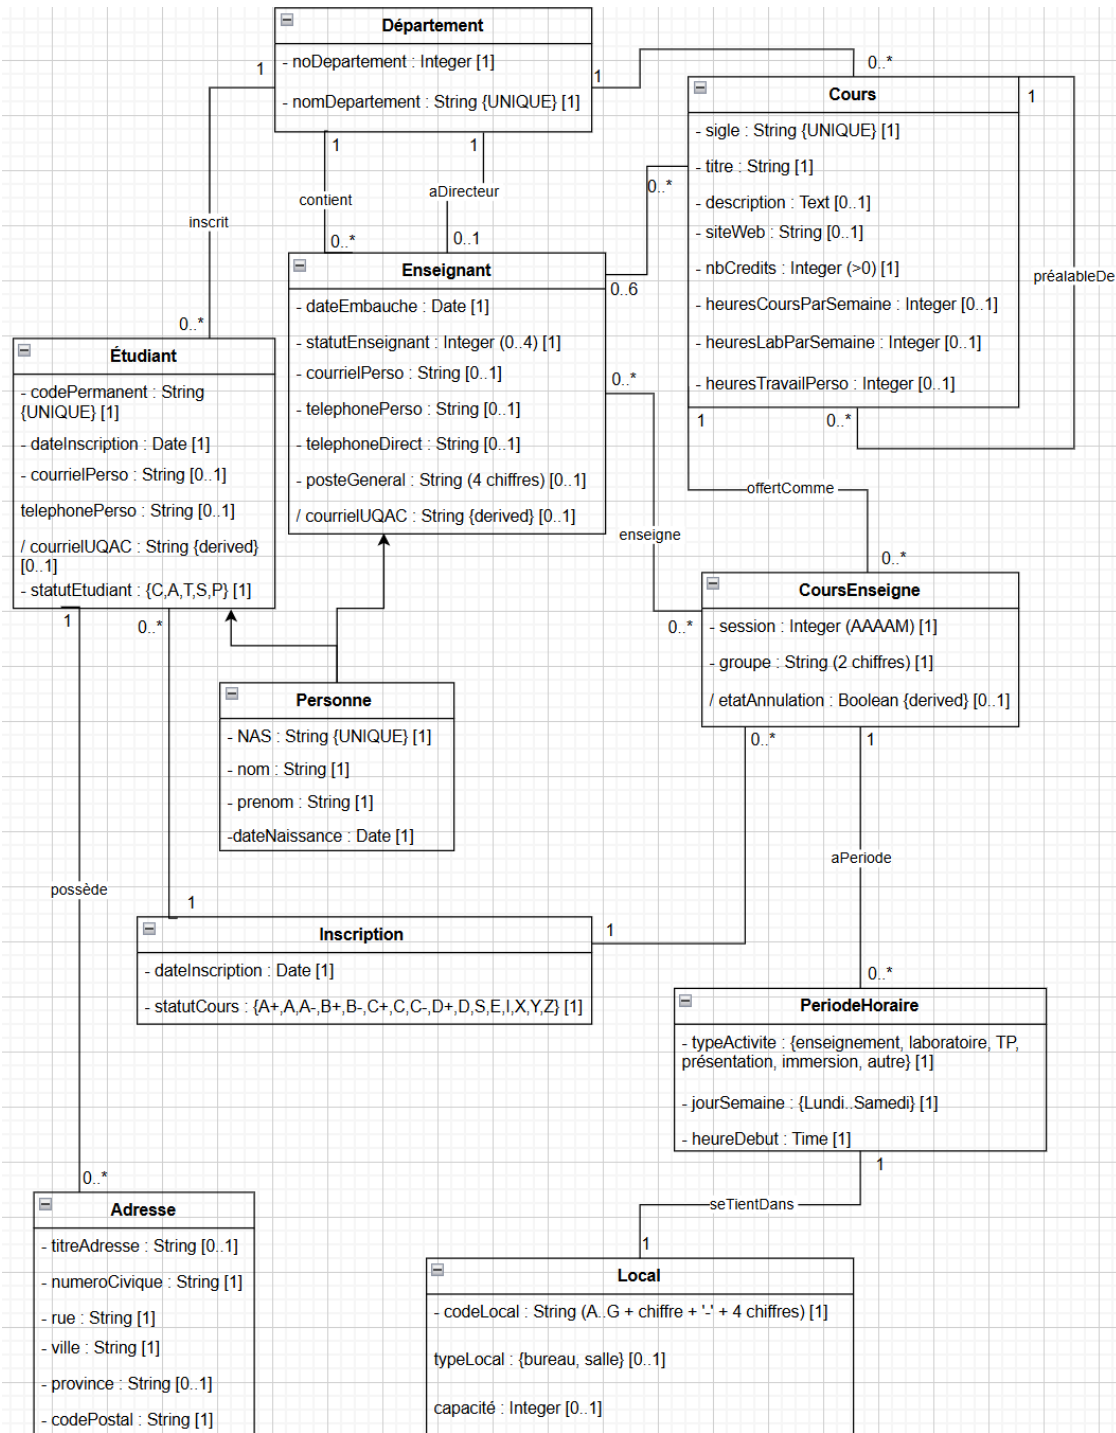 Département
- noDepartement : Integer [1]
- nomDepartement : String {UNIQUE} [1]
1
1
0..*
1
1
contient
aDirecteur
0..*
0..1
inscrit
0..*
Cours
- sigle : String {UNIQUE} [1]
- titre : String [1]
- description : Text [0..1]
- siteWeb : String [0..1]
- nbCredits : Integer (>0) [1]
- heuresCoursParSemaine : Integer [0..1]
- heuresLabParSemaine : Integer [0..1]
- heuresTravailPerso : Integer [0..1]
1
préalableDe
0..*
1
0..*
0..6
Enseignant
- dateEmbauche : Date [1]
- statutEnseignant : Integer (0..4) [1]
- courrielPerso : String [0..1]
- telephonePerso : String [0..1]
- telephoneDirect : String [0..1]
- posteGeneral : String (4 chiffres) [0..1]
/ courrielUQAC : String {derived} [0..1]
0..*
enseigne
0..*
offertComme
0..*
Étudiant
- codePermanent : String
{UNIQUE} [1]
- dateInscription : Date [1]
- courrielPerso : String [0..1]
telephonePerso : String [0..1]
/ courrielUQAC : String {derived}
[0..1]
- statutEtudiant : {C,A,T,S,P} [1]
1
0..*
CoursEnseigne
- session : Integer (AAAAM) [1]
- groupe : String (2 chiffres) [1]
/ etatAnnulation : Boolean {derived} [0..1]
0..*
1
Personne
- NAS : String {UNIQUE} [1]
- nom : String [1]
- prenom : String [1]
-dateNaissance : Date [1]
aPeriode
possède
1
1
0..*
Inscription
- dateInscription : Date [1]
- statutCours : {A+,A,A-,B+,B-,C+,C,C-,D+,D,S,E,I,X,Y,Z} [1]
PeriodeHoraire
- typeActivite : {enseignement, laboratoire, TP,
présentation, immersion, autre} [1]
- jourSemaine : {Lundi..Samedi} [1]
- heureDebut : Time [1]
1
seTientDans
1
0..*
Adresse
- titreAdresse : String [0..1]
- numeroCivique : String [1]
- rue : String [1]
- ville : String [1]
- province : String [0..1]
- codePostal : String [1]
Local
- codeLocal : String (A..G + chiffre + '-' + 4 chiffres) [1]
typeLocal : {bureau, salle} [0..1]
capacité : Integer [0..1]